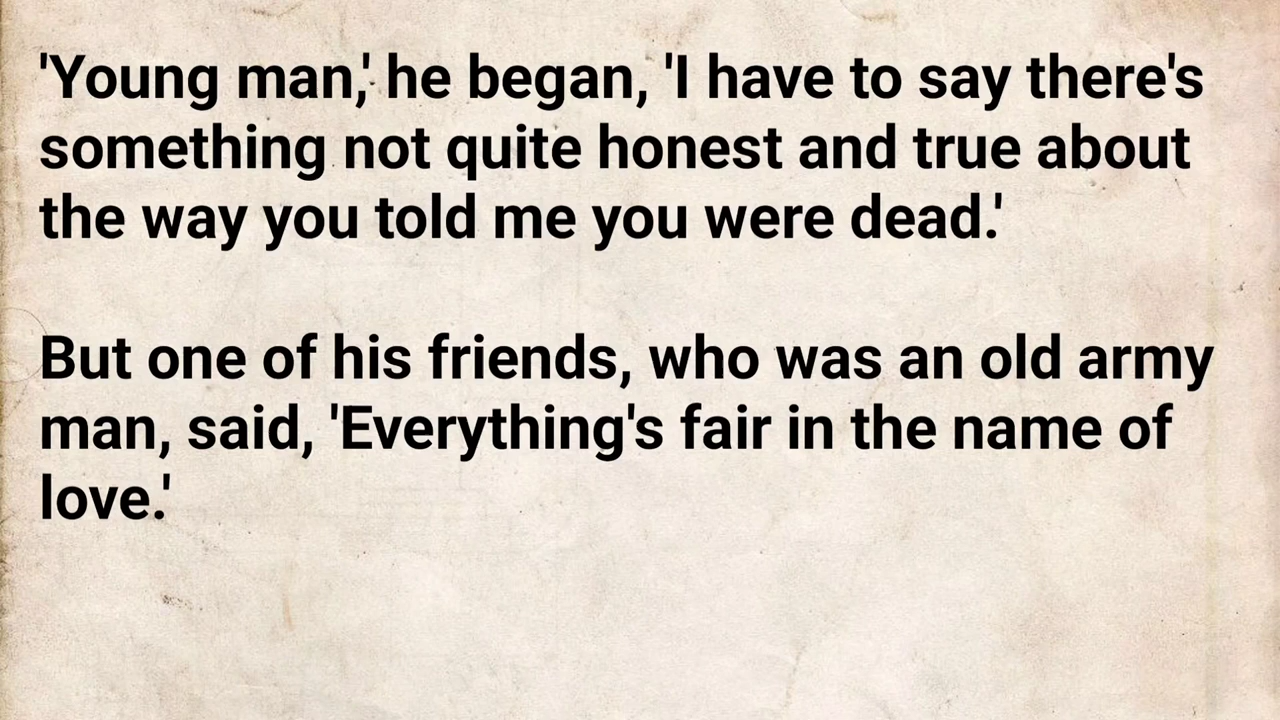 'Young man,' he began, 'I have to say there's
something not quite honest and true about
the way you told me you were dead.'
But one of his friends, who was an old army
man, said, 'Everything's fair in the name of
love.'